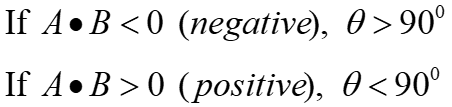 If A • B < 0 (negative), θ > 90⁰
If A • B > 0 (positive), θ < 90⁰